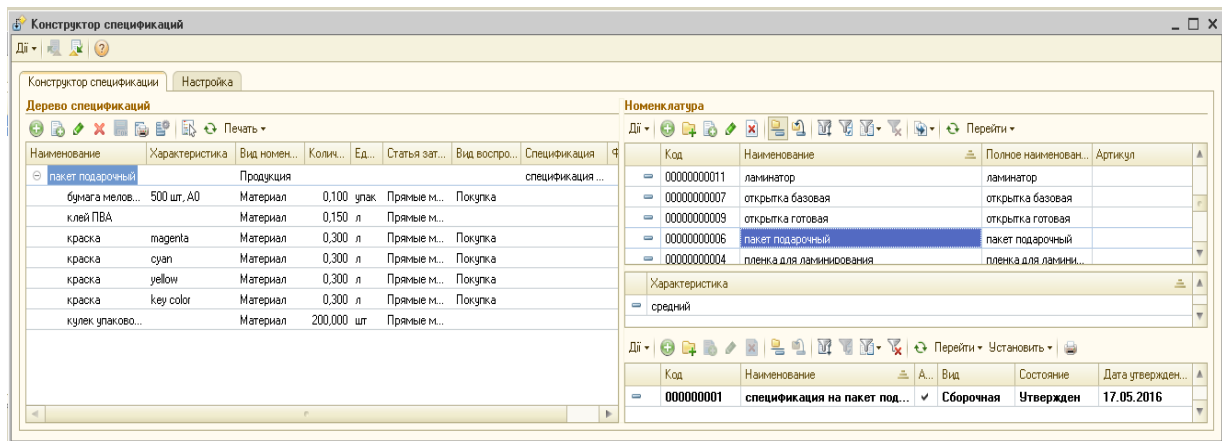 Конструктор спецификаций
Дії
Конструктор спецификации Настройка
Дерево спецификаций
Печать
Наименование Характеристика Вид номен... Колич... Ед... Статья зат... Вид воспро... Спецификация Ф
пакет подарочный Продукция спецификация ...
бумага мелов... 500 шт, А0 Материал 0,100 упак Прямые м... Покупка
клей ПВА Материал 0,150 л Прямые м...
краска magenta Материал 0,300 л Прямые м... Покупка
краска cyan Материал 0,300 л Прямые м... Покупка
краска yellow Материал 0,300 л Прямые м... Покупка
краска key color Материал 0,300 л Прямые м... Покупка
кулек упаково... Материал 200,000 шт Прямые м...
Номенклатура
Дії Перейти
Код Наименование Полное наименован... Артикул
00000000011 ламинатор ламинатор
00000000007 открытка базовая открытка базовая
00000000009 открытка готовая открытка готовая
00000000006 пакет подарочный пакет подарочный
00000000004 пленка для ламинирования пленка для ламини...
Характеристика
средний
Дії Перейти Установить
Код Наименование А... Вид Состояние Дата утвержден...
000000001 спецификация на пакет под... Сборочная Утвержден 17.05.2016